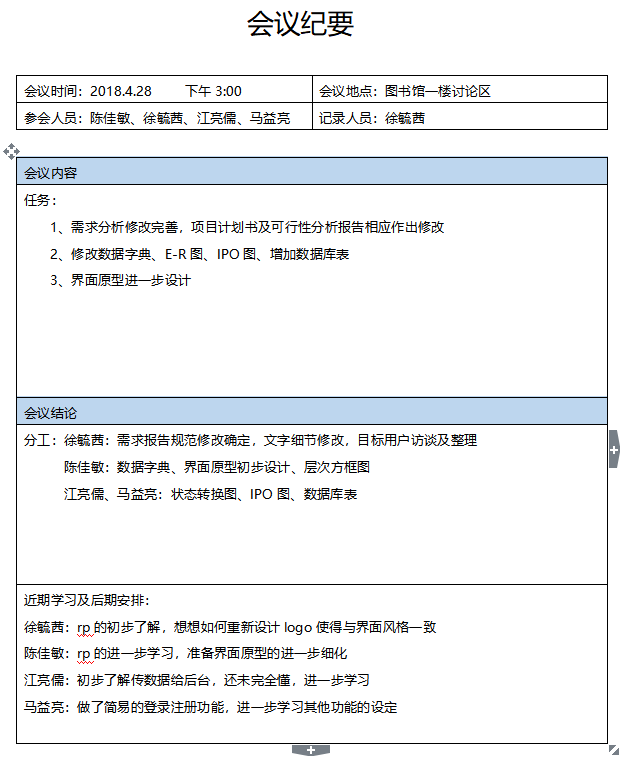 会议纪要
会议时间：2018.4.28 下午 3:00
会议地点：图书馆一楼讨论区
参会人员：陈佳敏、徐毓茜、江亮儒、马益亮
记录人员：徐毓茜
会议内容
任务：
1、需求分析修改完善，项目计划书及可行性分析报告相应作出修改
2、修改数据字典、E-R 图、IPO 图、增加数据库表
3、界面原型进一步设计
会议结论
分工：徐毓茜：需求报告规范修改确定，文字细节修改，目标用户访谈及整理
陈佳敏：数据字典、界面原型初步设计、层次方框图
江亮儒、马益亮：状态转换图、IPO 图、数据库表
近期学习及后期安排：
徐毓茜：rp 的初步了解，想想如何重新设计 logo 使得与界面风格一致
陈佳敏：rp 的进一步学习，准备界面原型的进一步细化
江亮儒：初步了解传数据给后台，还未完全懂，进一步学习
马益亮：做了简易的登录注册功能，进一步学习其他功能的设定